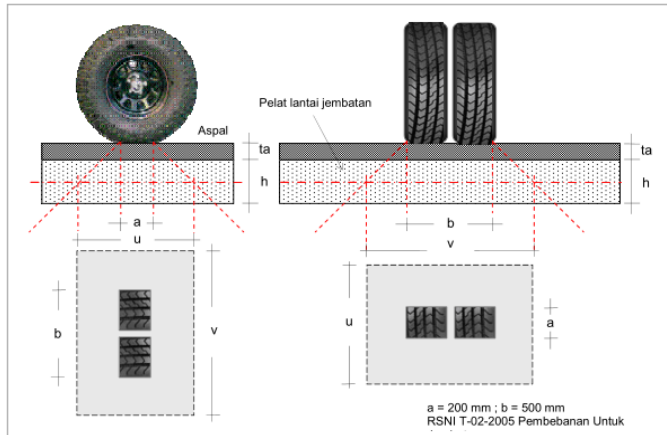 Aspal
Pelat lantai jembatan
ta
h
ta
h
a
u
b
v
b
v
u
a
a = 200 mm ; b = 500 mm
RSNI T-02-2005 Pembebanan Untuk